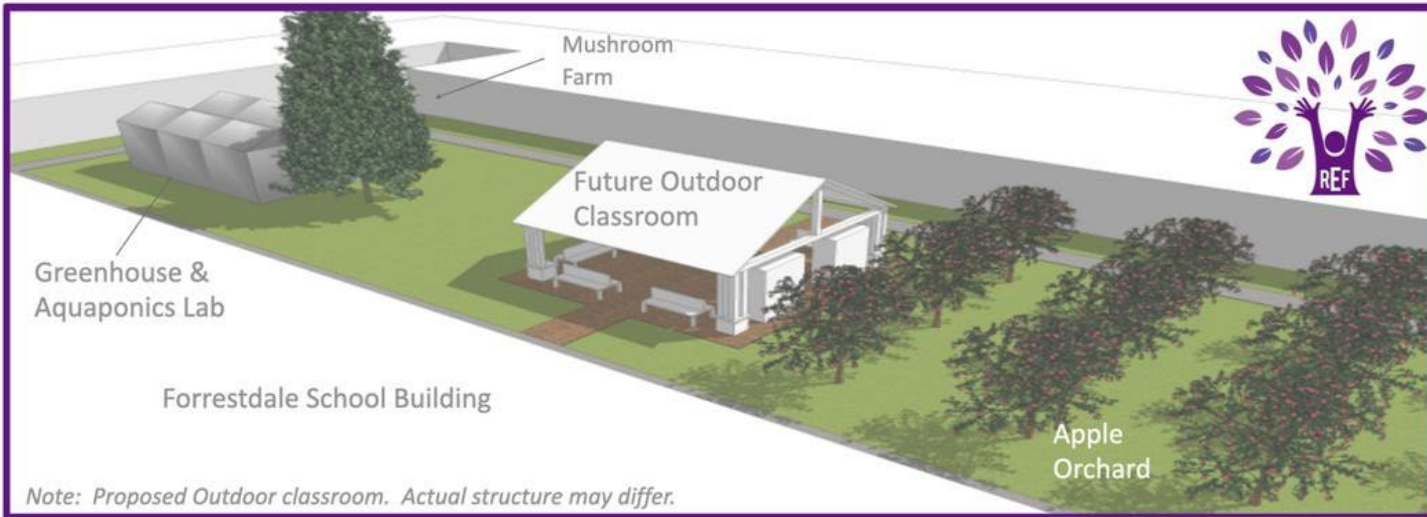 Mushroom
Farm
REF
Future Outdoor
Classroom
Greenhouse &
Aquaponics Lab
Forrestdale School Building
Apple
Orchard
Note:  Proposed Outdoor classroom.  Actual structure may differ.